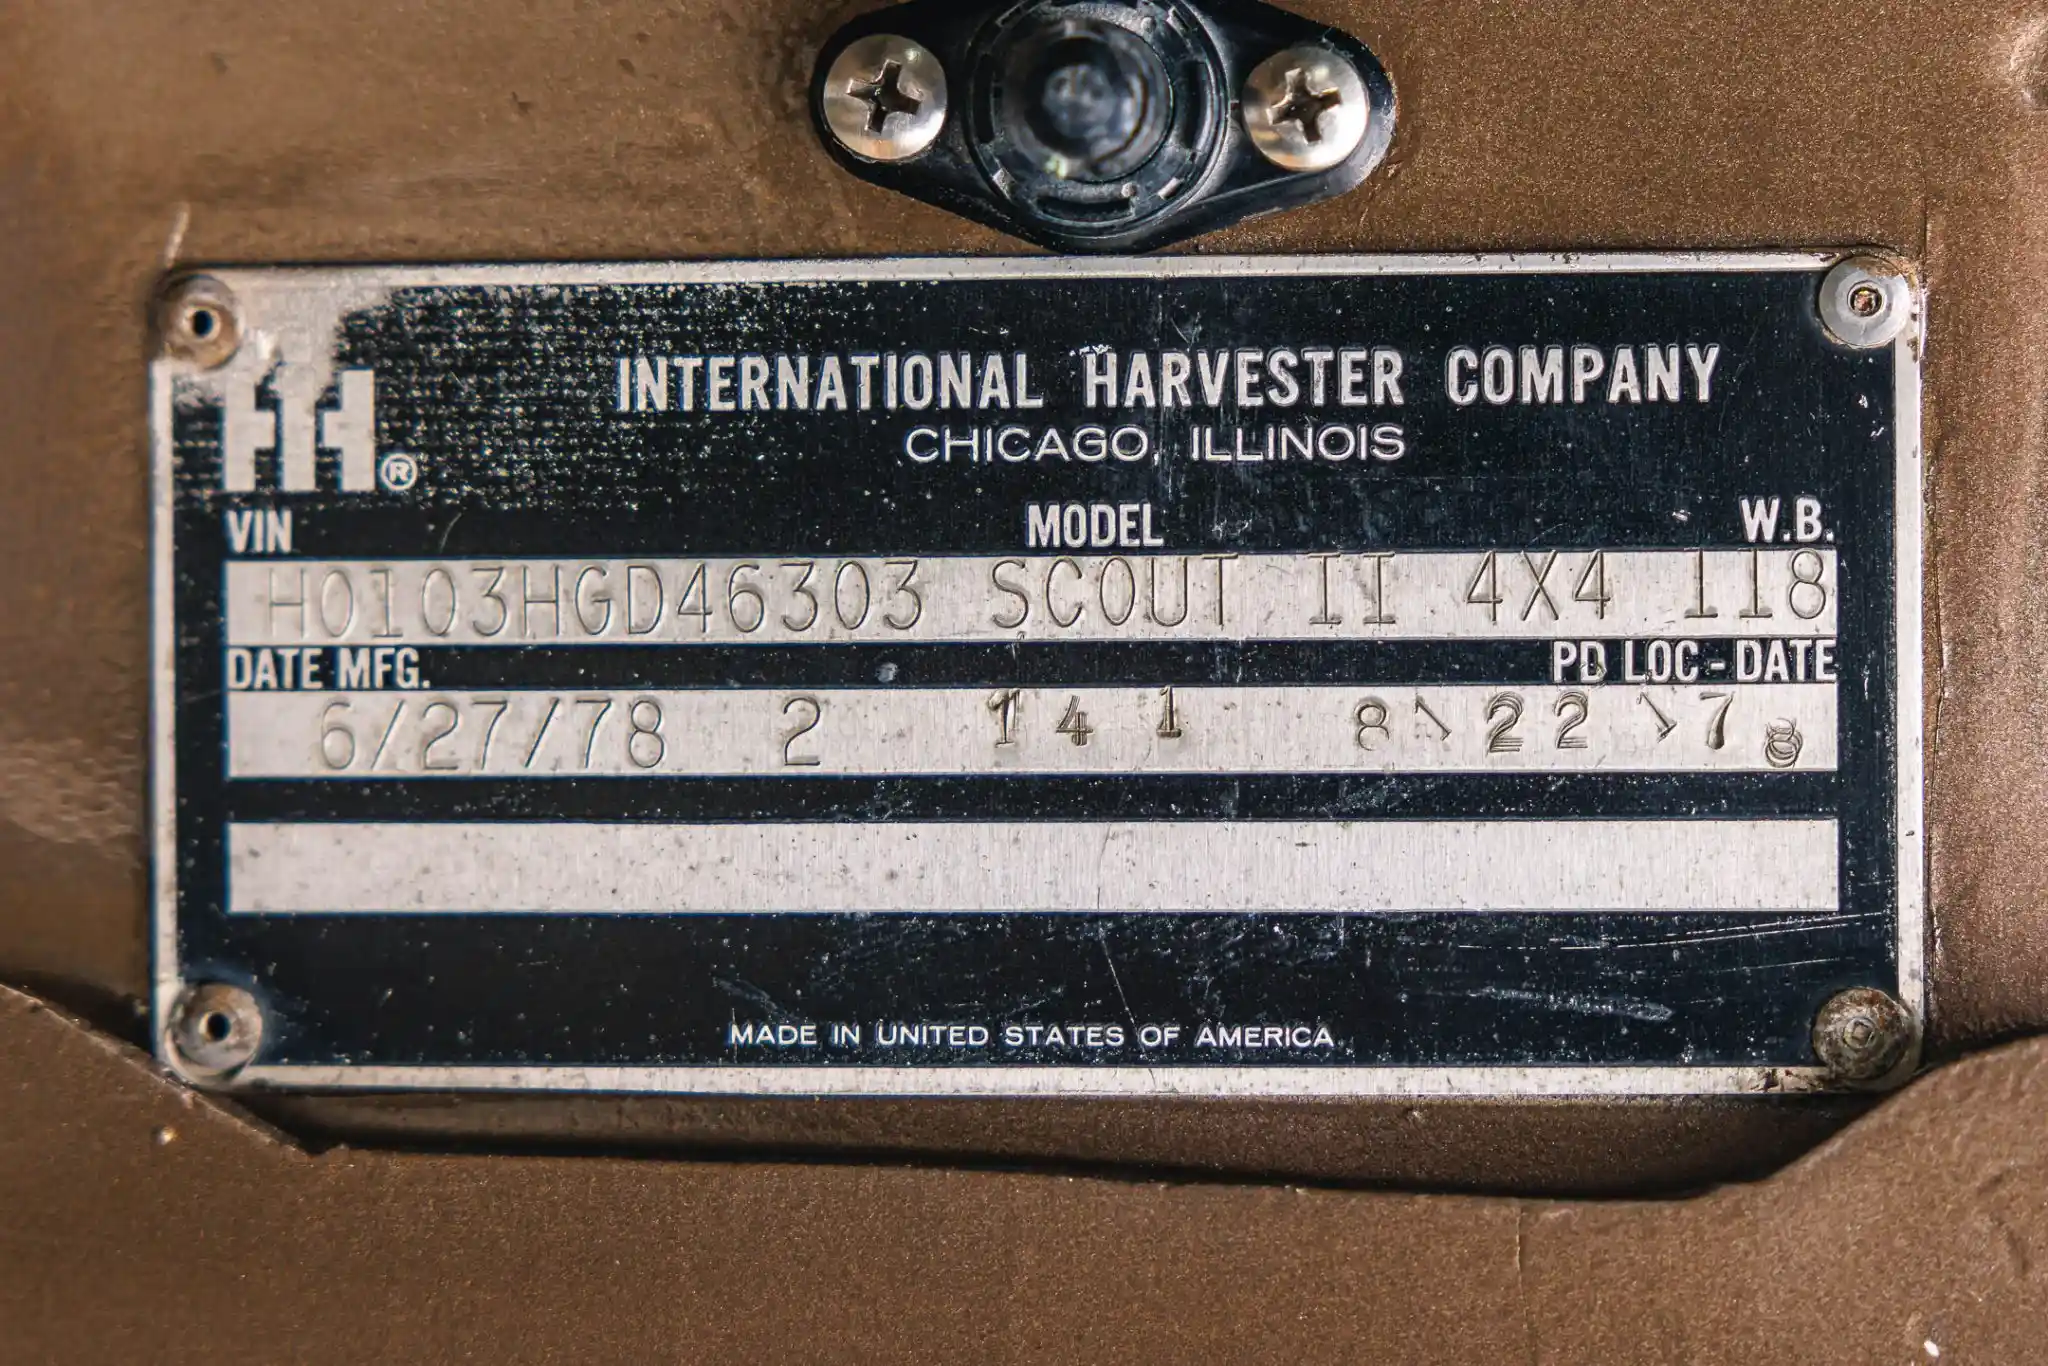 INTERNATIONAL HARVESTER COMPANY
IH®
CHICAGO, ILLINOIS
VIN MODEL W.B.
H0103HGD46303 SCOUT II 4X4 118
DATE MFG. PD LOC - DATE
6/27/78 2 141 8\22\78
MADE IN UNITED STATES OF AMERICA